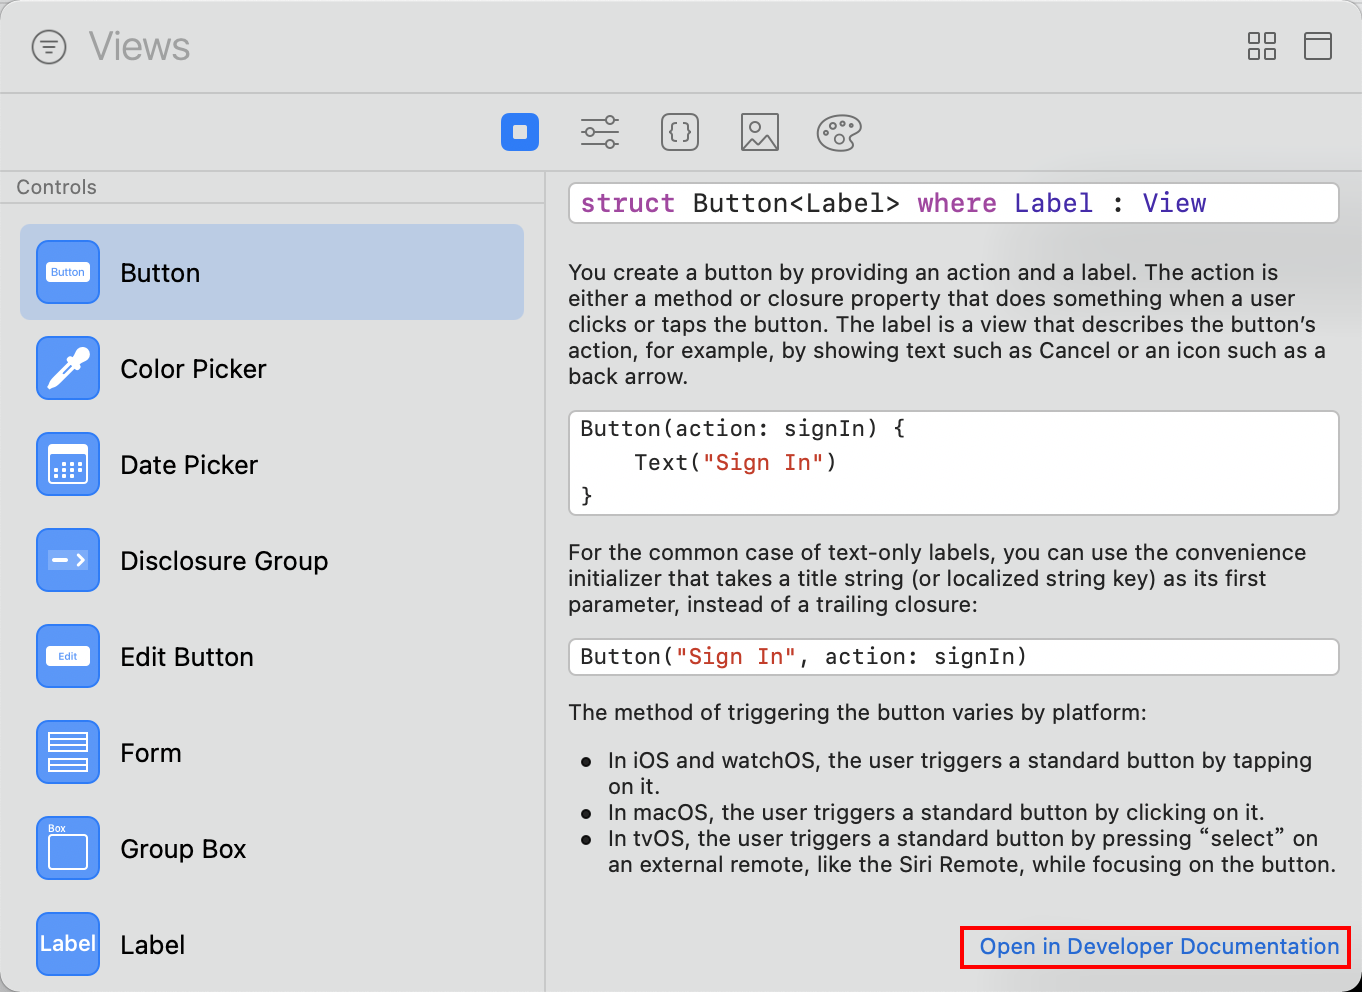 Views
Controls
Button
Button
Color Picker
Date Picker
Disclosure Group
Edit
Edit Button
Form
Box
Group Box
Label
Label
struct Button<Label> where Label : View
You create a button by providing an action and a label. The action is
either a method or closure property that does something when a user
clicks or taps the button. The label is a view that describes the button’s
action, for example, by showing text such as Cancel or an icon such as a
back arrow.
Button(action: signIn) {
    Text("Sign In")
}
For the common case of text-only labels, you can use the convenience
initializer that takes a title string (or localized string key) as its first
parameter, instead of a trailing closure:
Button("Sign In", action: signIn)
The method of triggering the button varies by platform:
• In iOS and watchOS, the user triggers a standard button by tapping
on it.
• In macOS, the user triggers a standard button by clicking on it.
• In tvOS, the user triggers a standard button by pressing “select” on
an external remote, like the Siri Remote, while focusing on the button.
Open in Developer Documentation